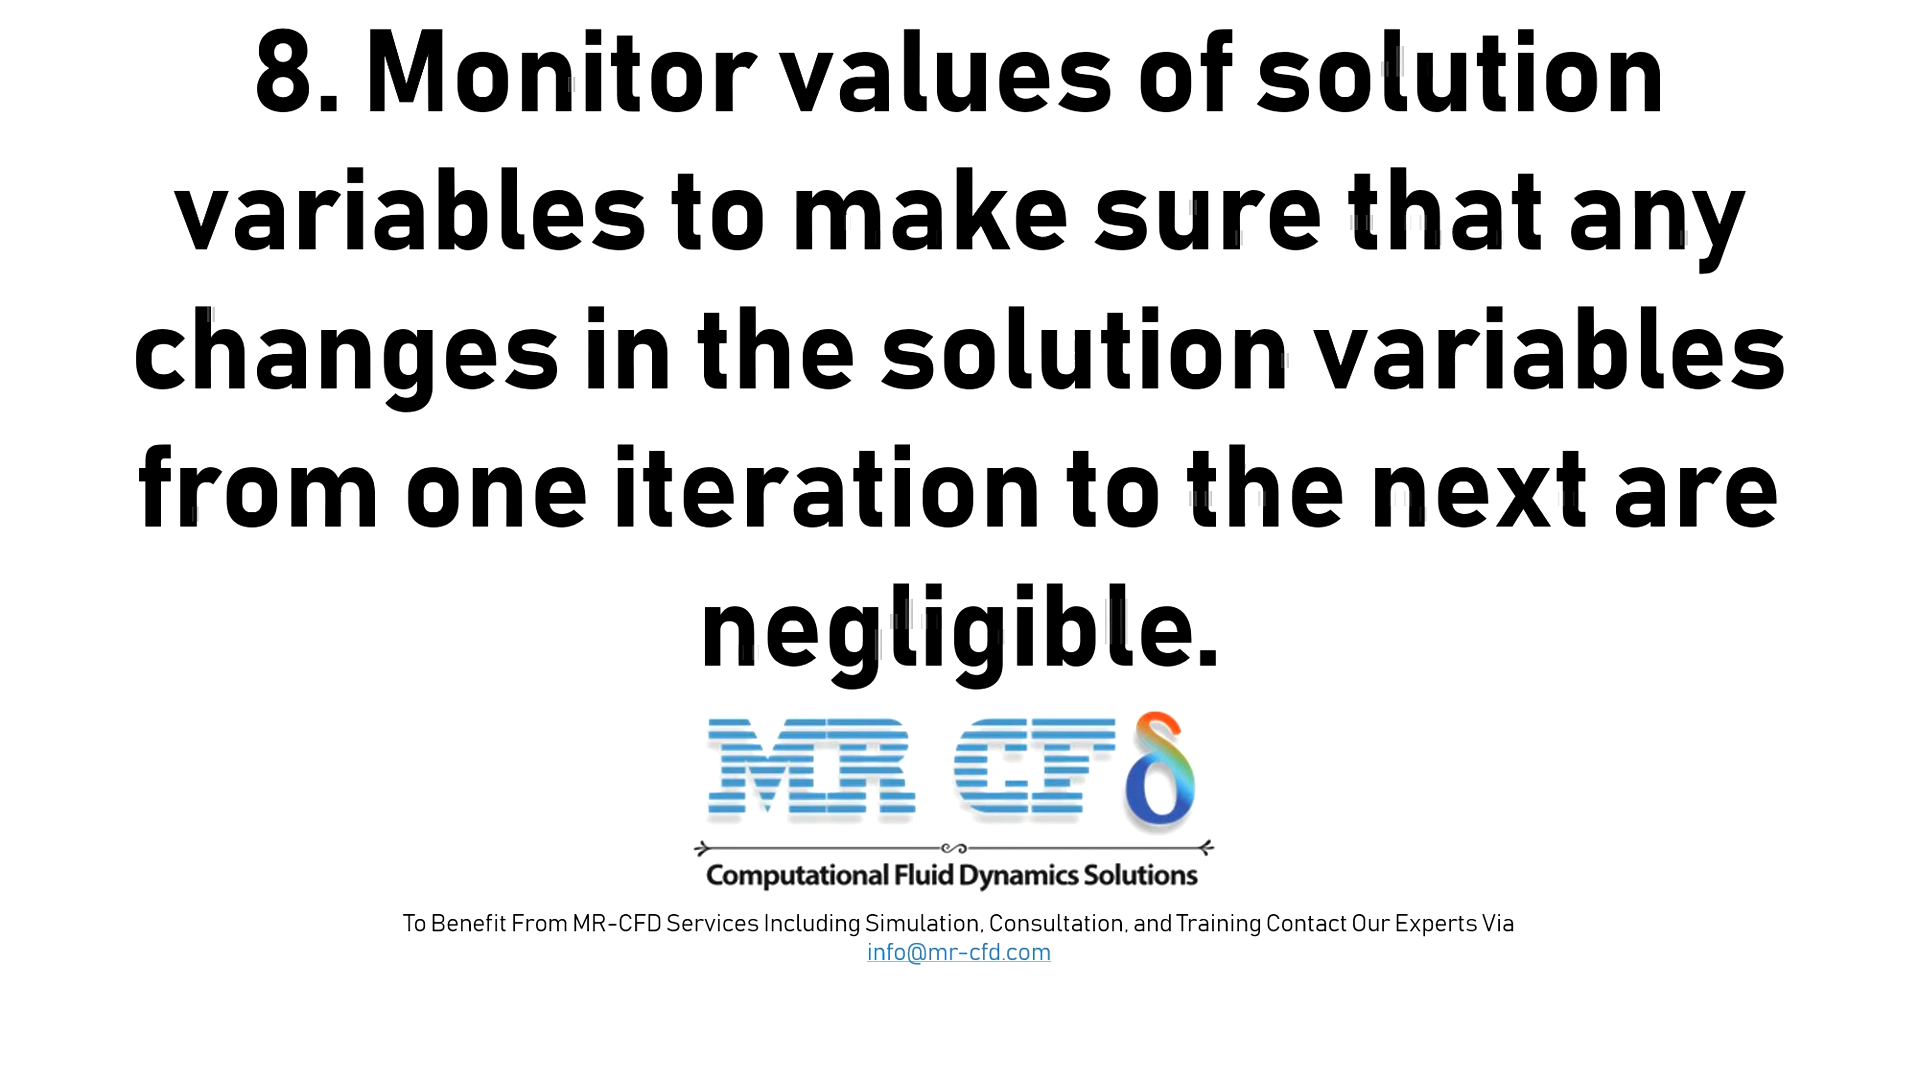 8. Monitor values of solution
variables to make sure that any
changes in the solution variables
from one iteration to the next are
negligible.
MR CFδ
Computational Fluid Dynamics Solutions
To Benefit From MR-CFD Services Including Simulation, Consultation, and Training Contact Our Experts Via
info@mr-cfd.com